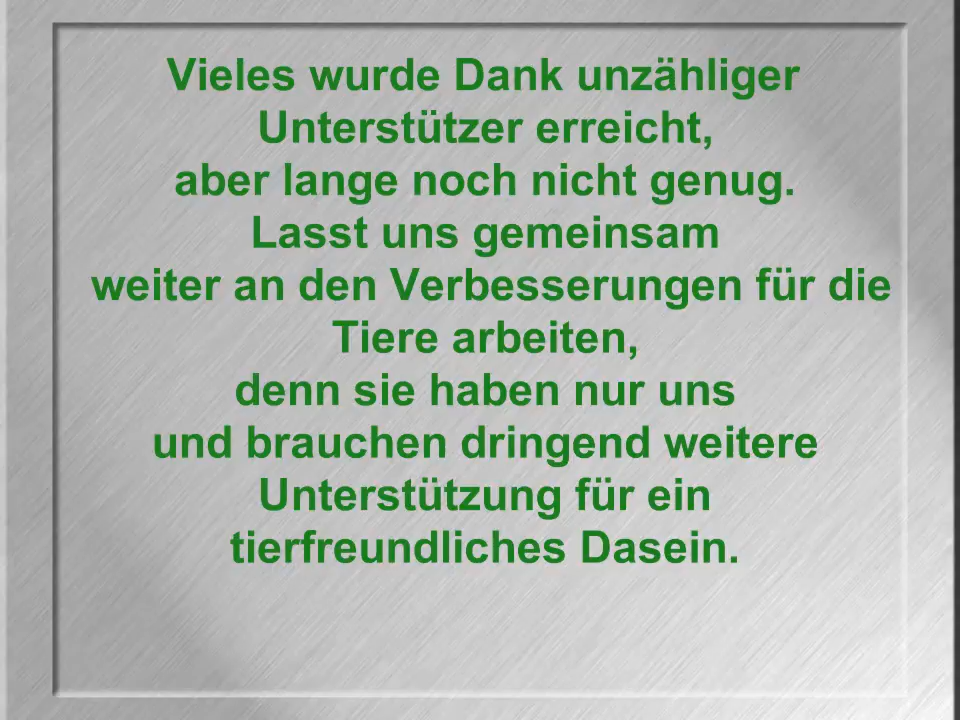 Vieles wurde Dank unzähliger
Unterstützer erreicht,
aber lange noch nicht genug.
Lasst uns gemeinsam
weiter an den Verbesserungen für die
Tiere arbeiten,
denn sie haben nur uns
und brauchen dringend weitere
Unterstützung für ein
tierfreundliches Dasein.